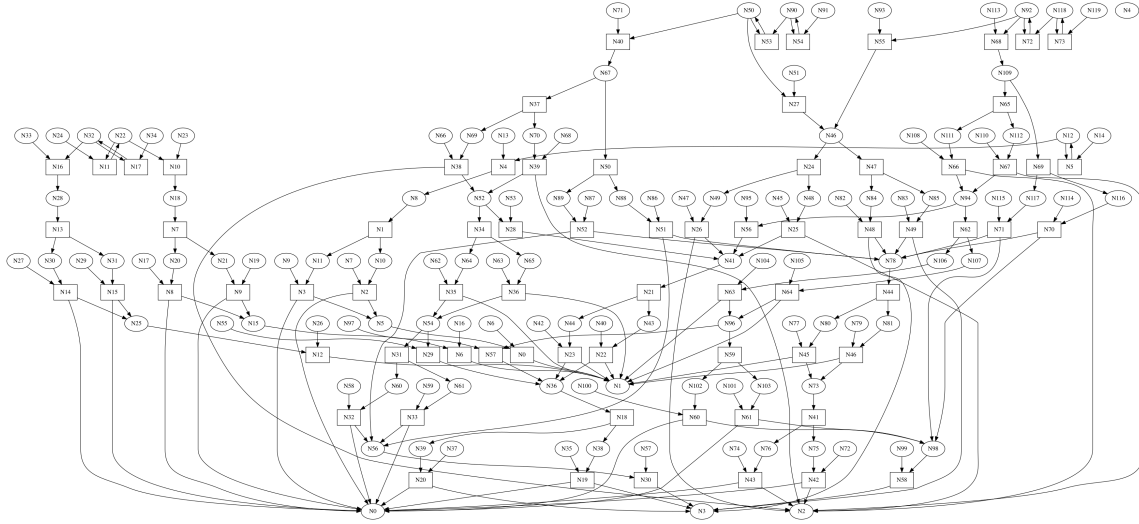 N71 N50 N90 N91 N93 N113 N92 N118 N119 N4
N40 N53 N54 N55 N68 N72 N73
N67 N51 N109
N37 N27 N65
N33 N24 N32 N22 N34 N23 N66 N69 N13 N70 N68 N46 N108 N111 N110 N112 N12 N14
N16 N11 N17 N10 N38 N4 N39 N50 N24 N47 N66 N67 N69 N5
N28 N18 N8 N52 N53 N89 N87 N88 N86 N47 N49 N95 N45 N48 N82 N84 N83 N85 N94 N115 N117 N114 N116
N13 N7 N1 N34 N28 N52 N51 N26 N56 N25 N48 N49 N62 N71 N70
N27 N30 N29 N31 N17 N20 N21 N19 N9 N11 N7 N10 N62 N64 N63 N65 N41 N104 N105 N78 N106 N107
N14 N15 N8 N9 N3 N2 N35 N36 N21 N63 N64 N44
N25 N55 N15 N26 N97 N5 N54 N16 N6 N42 N44 N40 N43 N96 N77 N80 N79 N81
N12 N31 N29 N6 N57 N0 N23 N22 N59 N45 N46
N58 N60 N59 N61 N36 N100 N1 N102 N101 N103 N73
N32 N33 N18 N60 N61 N41
N56 N39 N37 N35 N38 N57 N74 N76 N75 N72 N99 N98
N20 N19 N30 N43 N42 N58
N0 N3 N2